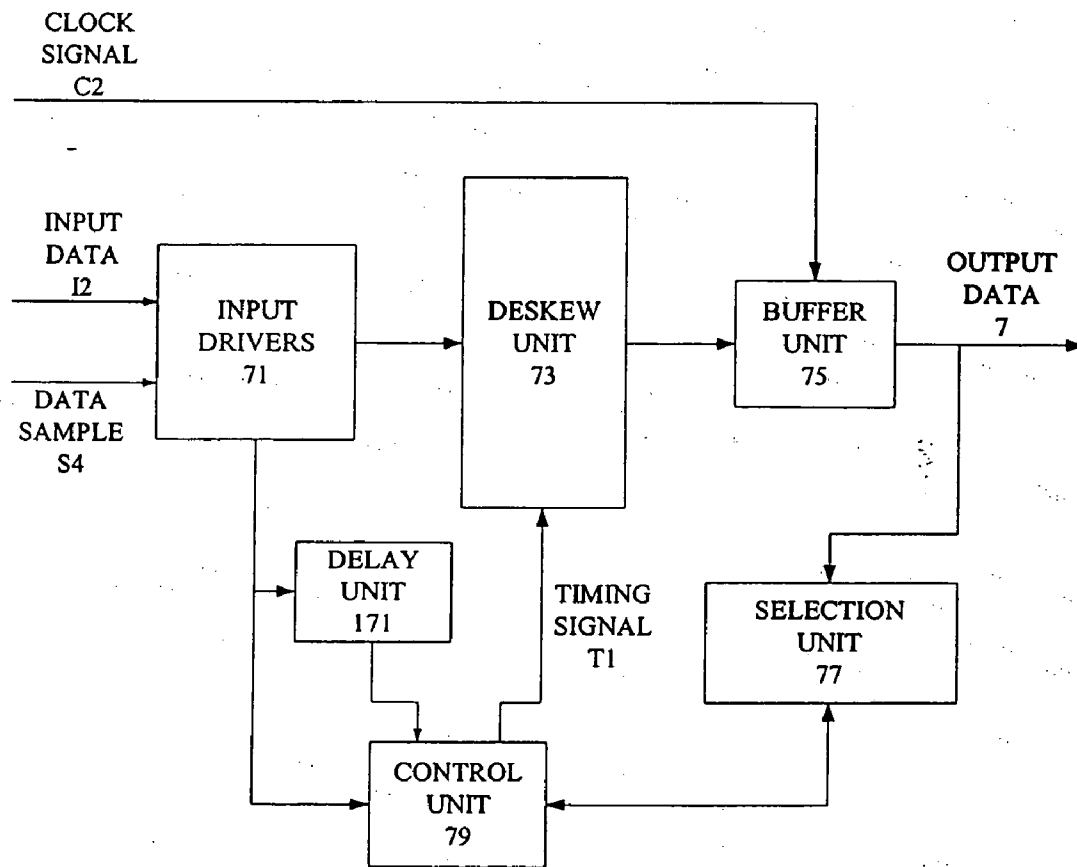 CLOCK
SIGNAL
C2
INPUT
DATA
I2
DATA
SAMPLE
S4
INPUT
DRIVERS
71
DESKEW
UNIT
73
BUFFER
UNIT
75
OUTPUT
DATA
7
DELAY
UNIT
171
TIMING
SIGNAL
T1
SELECTION
UNIT
77
CONTROL
UNIT
79